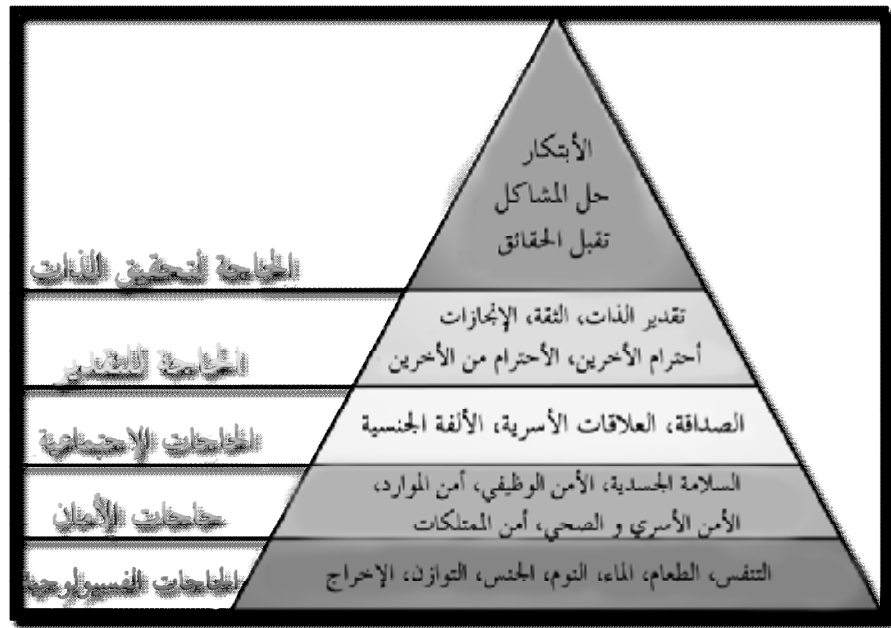 الأبتكار
حل المشاكل
تقبل الحقائق
الحاجة لتحقيق الذات
تقدير الذات، الثقة، الإنجازات
أحترام الأخرين، الأحترام من الأخرين
الحاجة للتقدير
الصداقة، العلاقات الأسرية، الألفة الجنسية
الحاجات الإجتماعية
السلامة الجسدية، الأمن الوظيفي، أمن الموارد،
الأمن الأسري و الصحي، أمن الممتلكات
حاجات الأمان
التنفس، الطعام، الماء، النوم، الجنس، التوازن، الإخراج
الحاجات الفسيولوجية